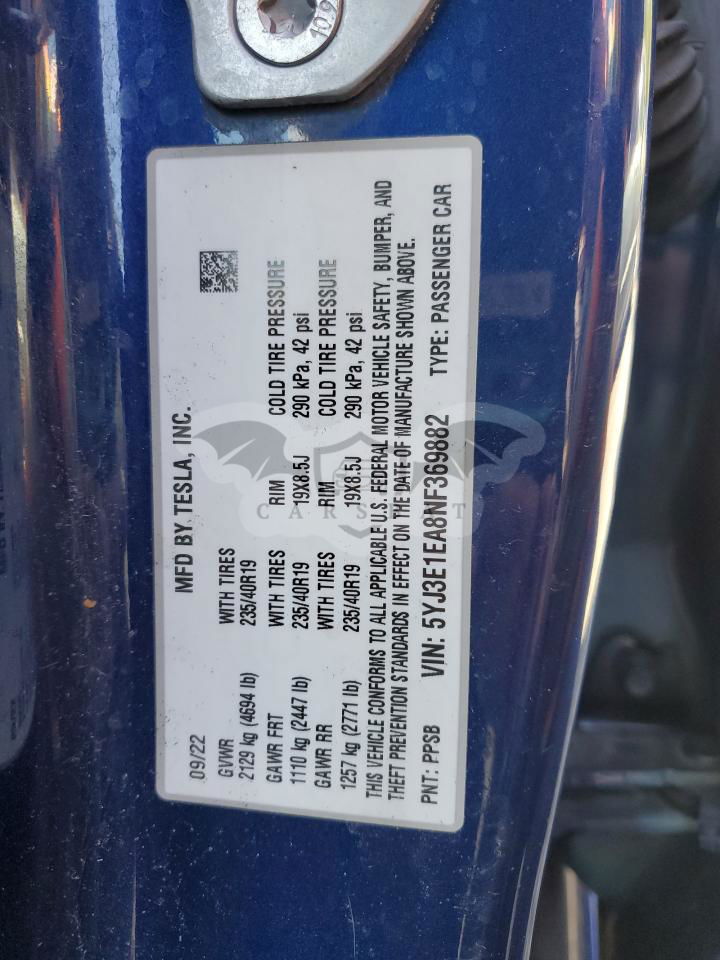 10.9
MFD BY TESLA, INC.
09/22
GVWR WITH TIRES
2129 kg (4694 lb) 235/40R19
GAWR FRT WITH TIRES RIM COLD TIRE PRESSURE
1110 kg (2447 lb) 235/40R19 19X8.5J 290 kPa, 42 psi
GAWR RR WITH TIRES RIM COLD TIRE PRESSURE
1257 kg (2771 lb) 235/40R19 19X8.5J 290 kPa, 42 psi
THIS VEHICLE CONFORMS TO ALL APPLICABLE U.S. FEDERAL MOTOR VEHICLE SAFETY, BUMPER, AND
THEFT PREVENTION STANDARDS IN EFFECT ON THE DATE OF MANUFACTURE SHOWN ABOVE.
PNT: PPSB VIN: 5YJ3E1EA8NF369882 TYPE: PASSENGER CAR